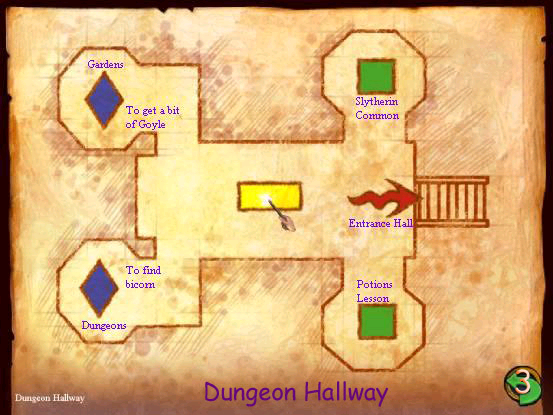 Gardens
To get a bit
of Goyle
Slytherin
Common
Entrance Hall
To find
bicorn
Dungeons
Potions
Lesson
Dungeon Hallway
Dungeon Hallway
3